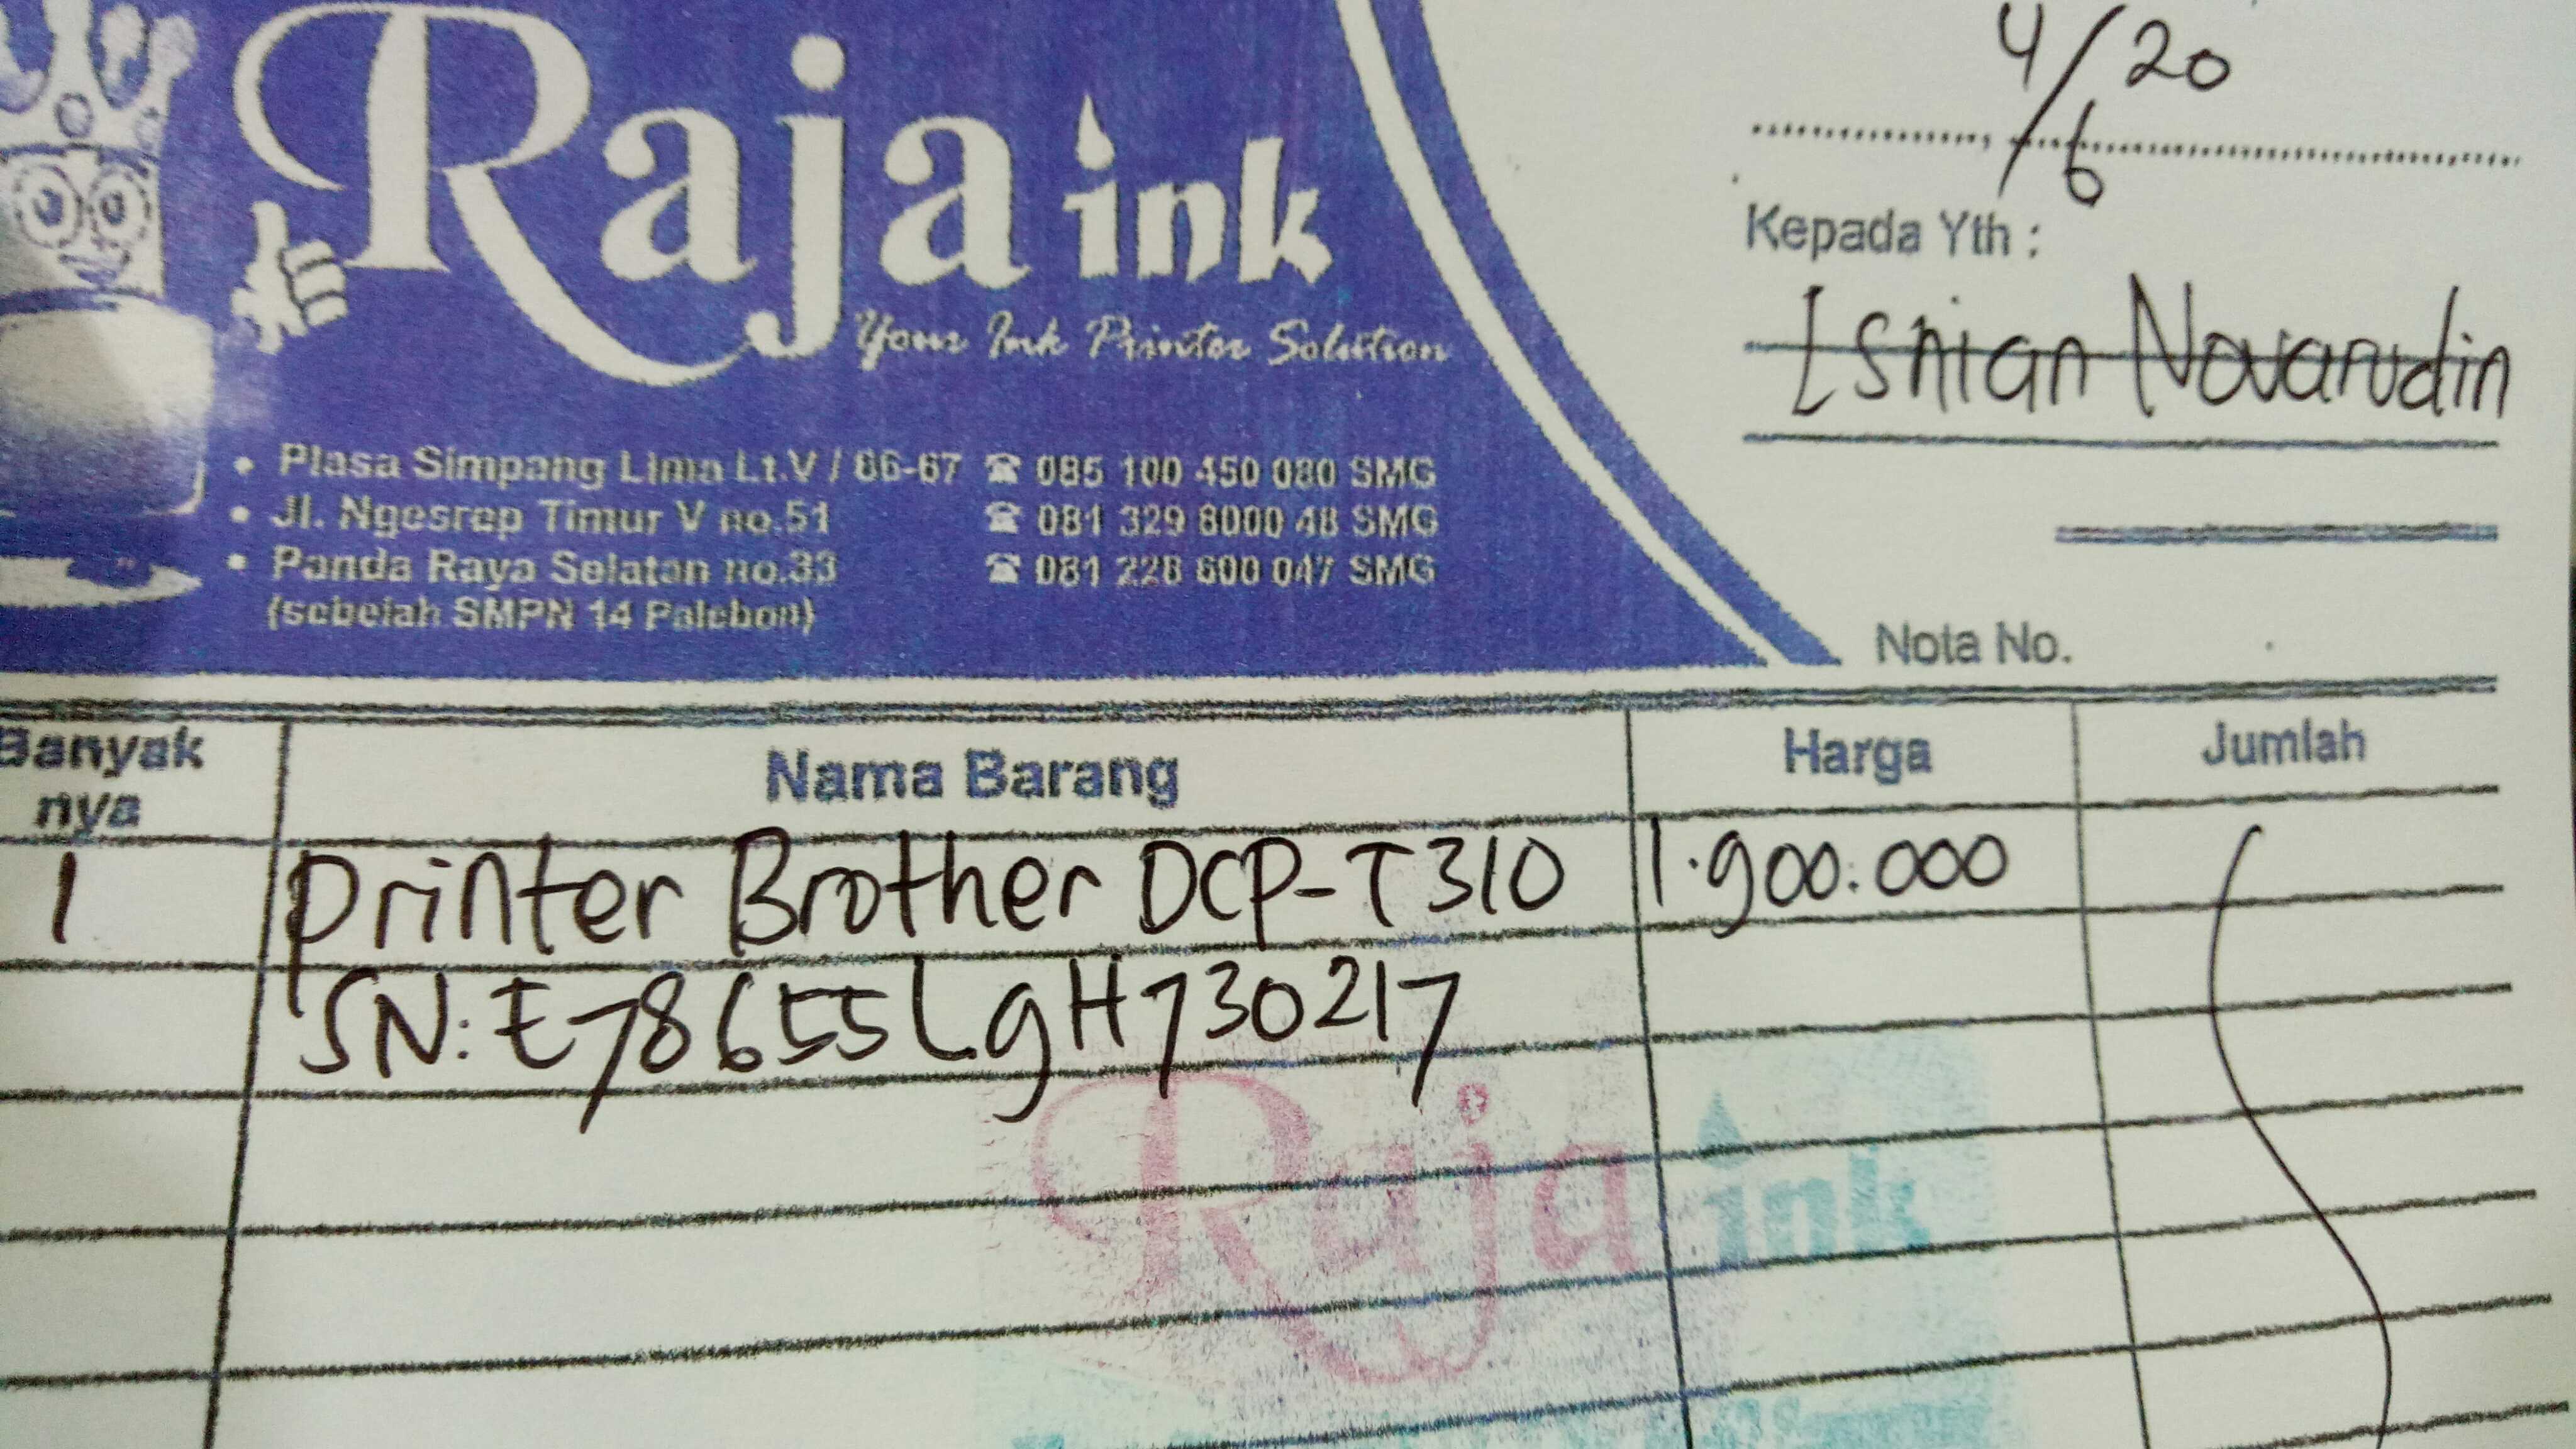 4/6 20
Raja ink
Your Ink Printer Solution
Kepada Yth :
Isnian Novarudin
• Plasa Simpang Lima Lt.V / 66-67 ☎ 085 100 450 080 SMG
• Jl. Ngesrep Timur V no.51 ☎ 081 329 8000 48 SMG
• Panda Raya Selatan no.33 ☎ 081 228 600 047 SMG
(sebelah SMPN 14 Palebon)
Nota No.
Banyak nya Nama Barang Harga Jumlah
1 Printer Brother DCP-T310 1.900.000
SN: E78655L9H730217
Raja ink